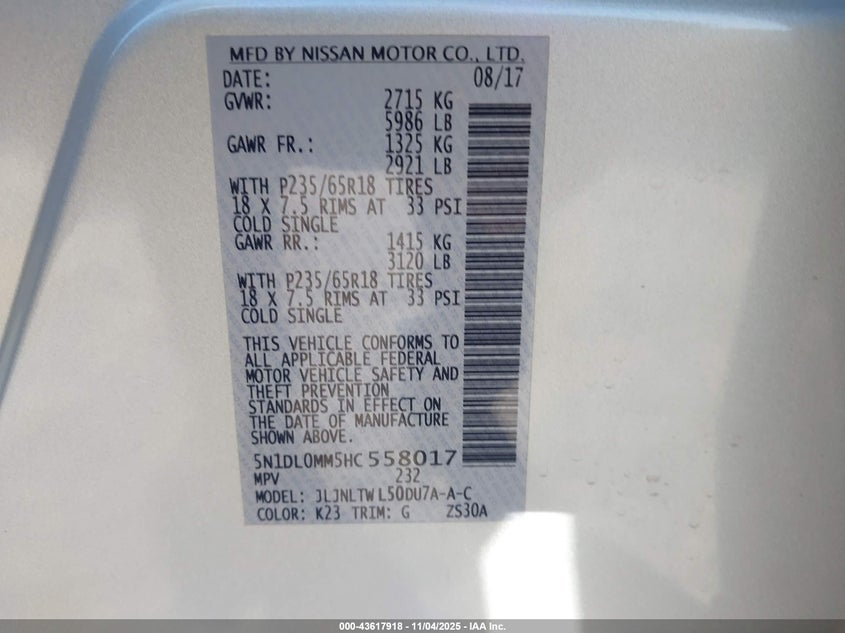 MFD BY NISSAN MOTOR CO., LTD.
DATE: 08/17
GVWR: 2715 KG
5986 LB
GAWR FR.: 1325 KG
2921 LB
WITH P235/65R18 TIRES
18 X 7.5 RIMS AT 33 PSI
COLD SINGLE
GAWR RR.: 1415 KG
3120 LB
WITH P235/65R18 TIRES
18 X 7.5 RIMS AT 33 PSI
COLD SINGLE
THIS VEHICLE CONFORMS TO
ALL APPLICABLE FEDERAL
MOTOR VEHICLE SAFETY AND
THEFT PREVENTION
STANDARDS IN EFFECT ON
THE DATE OF MANUFACTURE
SHOWN ABOVE.
5N1DL0MM5HC 558017
MPV 232
MODEL: JLJNLTW L50DU7A-A-C
COLOR: K23 TRIM: G ZS30A
000-43617918 - 11/04/2025 - IAA Inc.